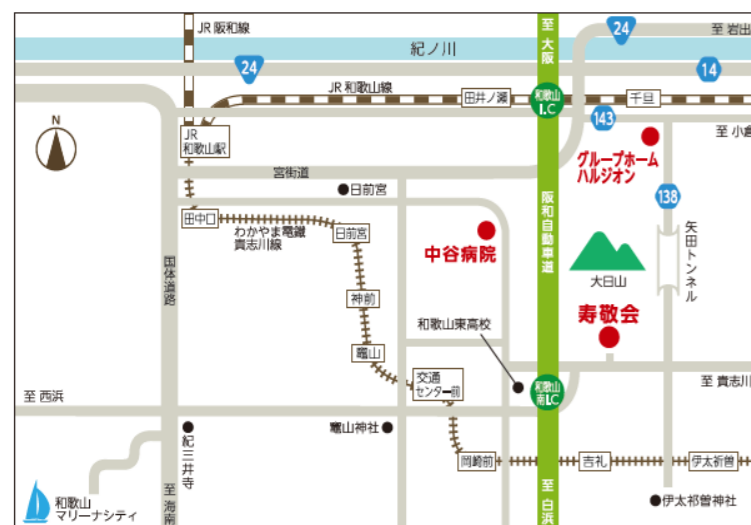 JR 阪和線
24
紀ノ川
至 大阪
24
至 岩出
14
JR 和歌山線
田井ノ瀬
和歌山
I.C
千旦
143
至 小倉
N
JR
和歌山駅
宮街道
日前宮
グループホーム
ハルジオン
138
田中口
わかやま電鐵
貴志川線
日前宮
中谷病院
阪和自動車道
大日山
矢田トンネル
国体道路
神前
和歌山東高校
寿敬会
竈山
交通
センター前
和歌山
南I.C
至 貴志川
至 西浜
竈山神社
紀三井寺
岡崎前
吉礼
伊太祈曽
和歌山
マリーナシティ
至 海南
至 白浜
伊太祁曽神社